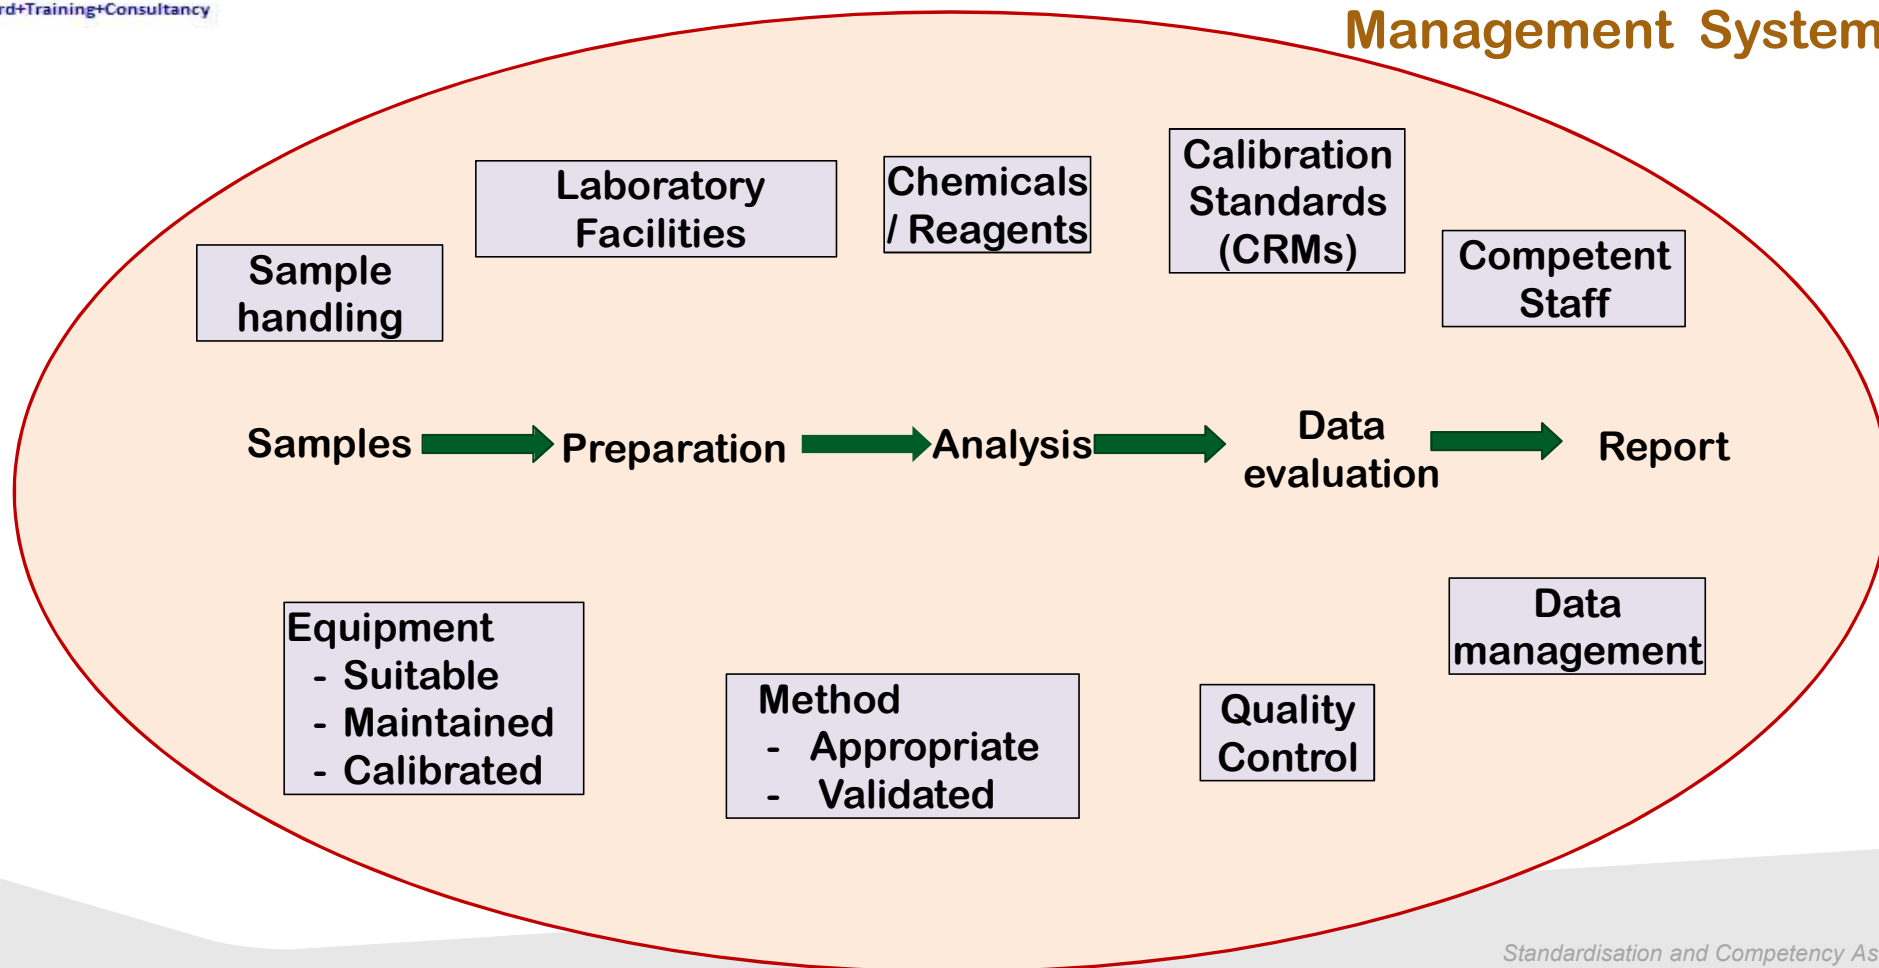 rd+Training+Consultancy
Management System
Calibration
Standards
(CRMs)
Chemicals
/ Reagents
Laboratory
Facilities
Competent
Staff
Sample
handling
Samples
Preparation
Analysis
Data
evaluation
Report
Data
management
Equipment
- Suitable
- Maintained
- Calibrated
Method
- Appropriate
- Validated
Quality
Control
Standardisation and Competency As